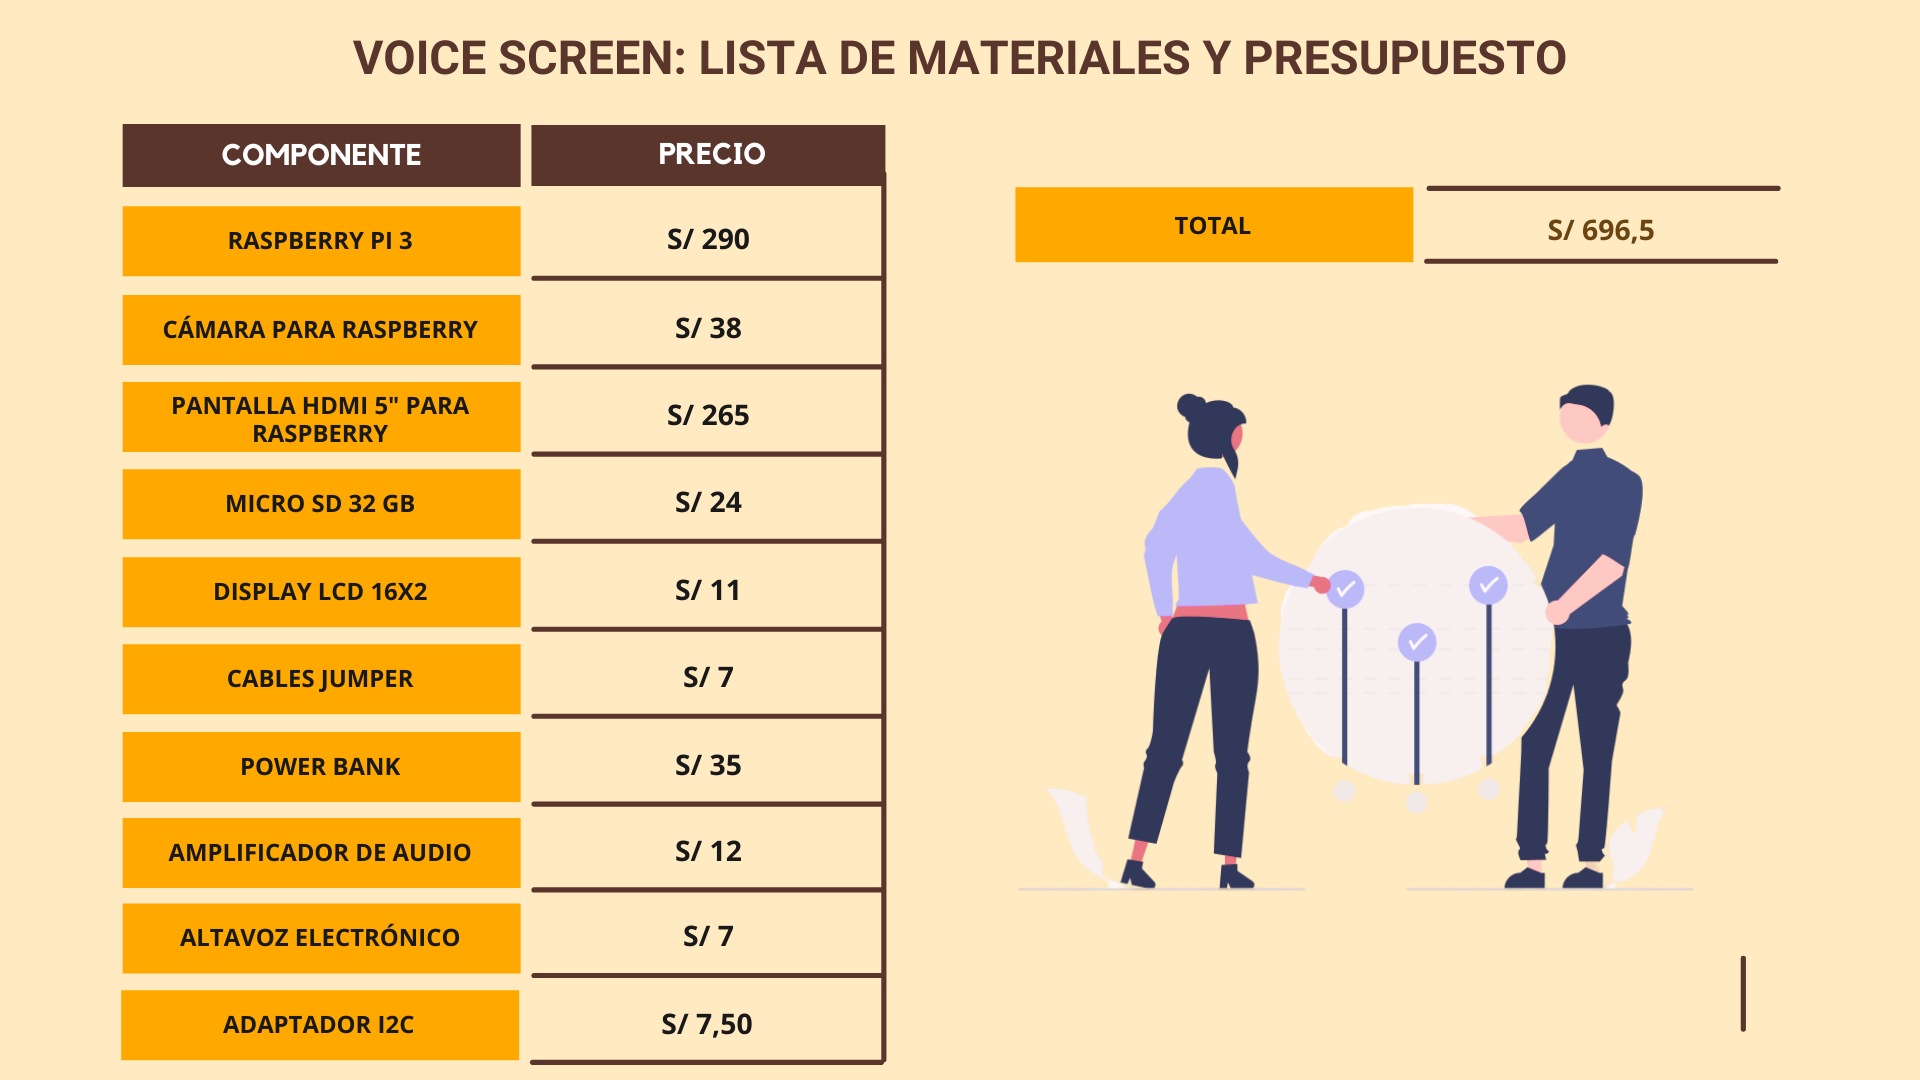 VOICE SCREEN: LISTA DE MATERIALES Y PRESUPUESTO
COMPONENTE
PRECIO
RASPBERRY PI 3
S/ 290
CÁMARA PARA RASPBERRY
S/ 38
PANTALLA HDMI 5" PARA
RASPBERRY
S/ 265
MICRO SD 32 GB
S/ 24
DISPLAY LCD 16X2
S/ 11
CABLES JUMPER
S/ 7
POWER BANK
S/ 35
AMPLIFICADOR DE AUDIO
S/ 12
ALTAVOZ ELECTRÓNICO
S/ 7
ADAPTADOR I2C
S/ 7,50
TOTAL
S/ 696,5